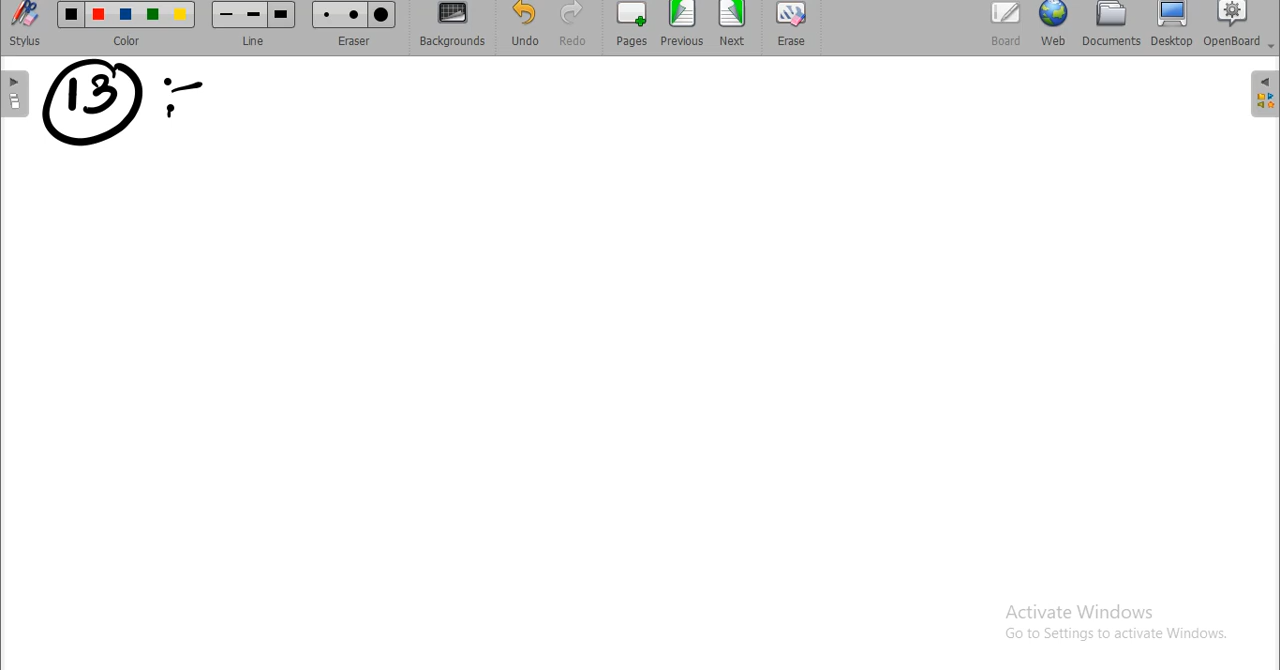 Stylus Color Line Eraser Backgrounds Undo Redo Pages Previous Next Erase Board Web Documents Desktop OpenBoard
13 :-
Activate Windows
Go to Settings to activate Windows.